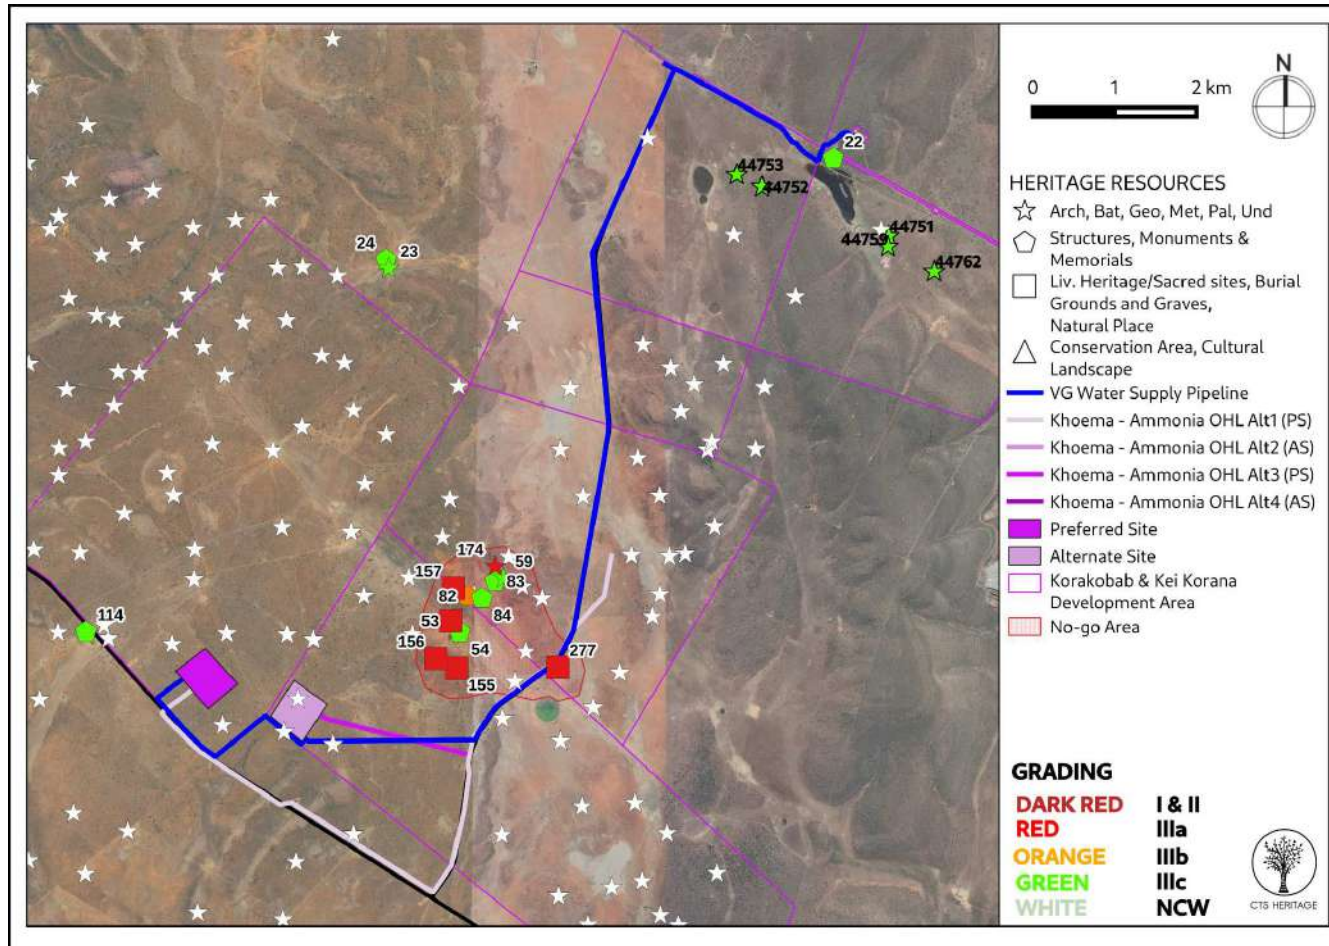 0 1 2 km
N
HERITAGE RESOURCES
Arch, Bat, Geo, Met, Pal, Und
Structures, Monuments &
Memorials
Liv. Heritage/Sacred sites, Burial
Grounds and Graves,
Natural Place
Conservation Area, Cultural
Landscape
VG Water Supply Pipeline
Khoema - Ammonia OHL Alt1 (PS)
Khoema - Ammonia OHL Alt2 (AS)
Khoema - Ammonia OHL Alt3 (PS)
Khoema - Ammonia OHL Alt4 (AS)
Preferred Site
Alternate Site
Korakobab & Kei Korana
Development Area
No-go Area
GRADING
DARK RED I & II
RED IIIa
ORANGE IIIb
GREEN IIIc
WHITE NCW
CTS HERITAGE
22
44753
44752
44751
44759
44762
24
23
174
59
157
83
82
84
53
156
54
277
155
114